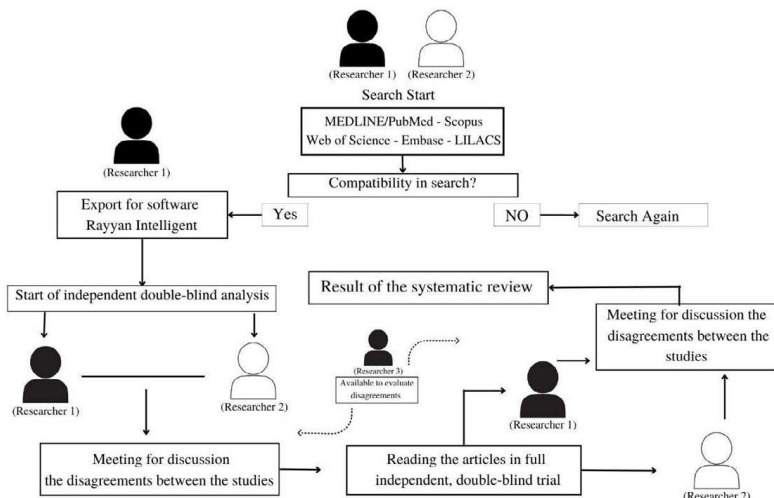 (Researcher 1)
(Researcher 2)
Search Start
MEDLINE/PubMed - Scopus
Web of Science - Embase - LILACS
(Researcher 1)
Compatibility in search?
Export for software
Rayyan Intelligent
Yes
NO
Search Again
Start of independent double-blind analysis
Result of the systematic review
Meeting for discussion the
disagreements between the
studies
(Researcher 3)
Available to evaluate
disagreements
(Researcher 1)
(Researcher 2)
(Researcher 1)
Meeting for discussion
the disagreements between the studies
Reading the articles in full
independent, double-blind trial
(Researcher 2)